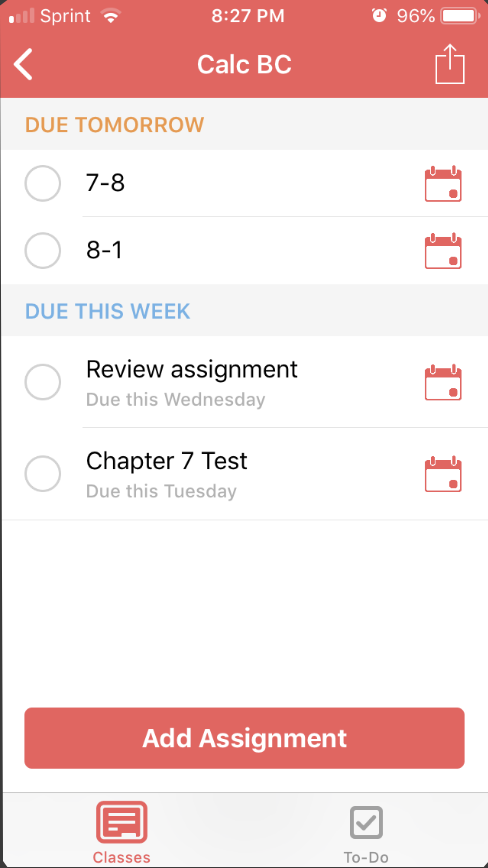 Sprint 8:27 PM 96%
Calc BC
DUE TOMORROW
7-8
8-1
DUE THIS WEEK
Review assignment
Due this Wednesday
Chapter 7 Test
Due this Tuesday
Add Assignment
Classes To-Do